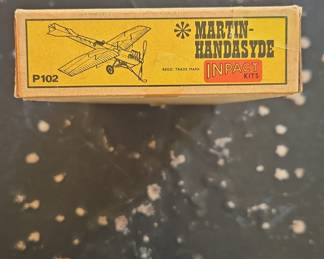 * MARTIN-
HANDASYDE
REGD. TRADE MARK
INPACT
KITS
P102